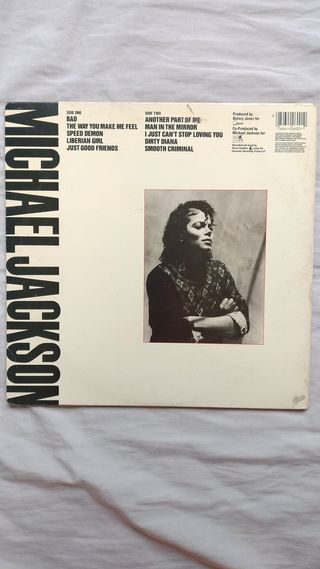 MICHAEL JACKSON
SIDE ONE
BAD
THE WAY YOU MAKE ME FEEL
SPEED DEMON
LIBERIAN GIRL
JUST GOOD FRIENDS
SIDE TWO
ANOTHER PART OF ME
MAN IN THE MIRROR
I JUST CAN'T STOP LOVING YOU
DIRTY DIANA
SMOOTH CRIMINAL
Produced by
Quincy Jones for
Co-Produced by
Michael Jackson for